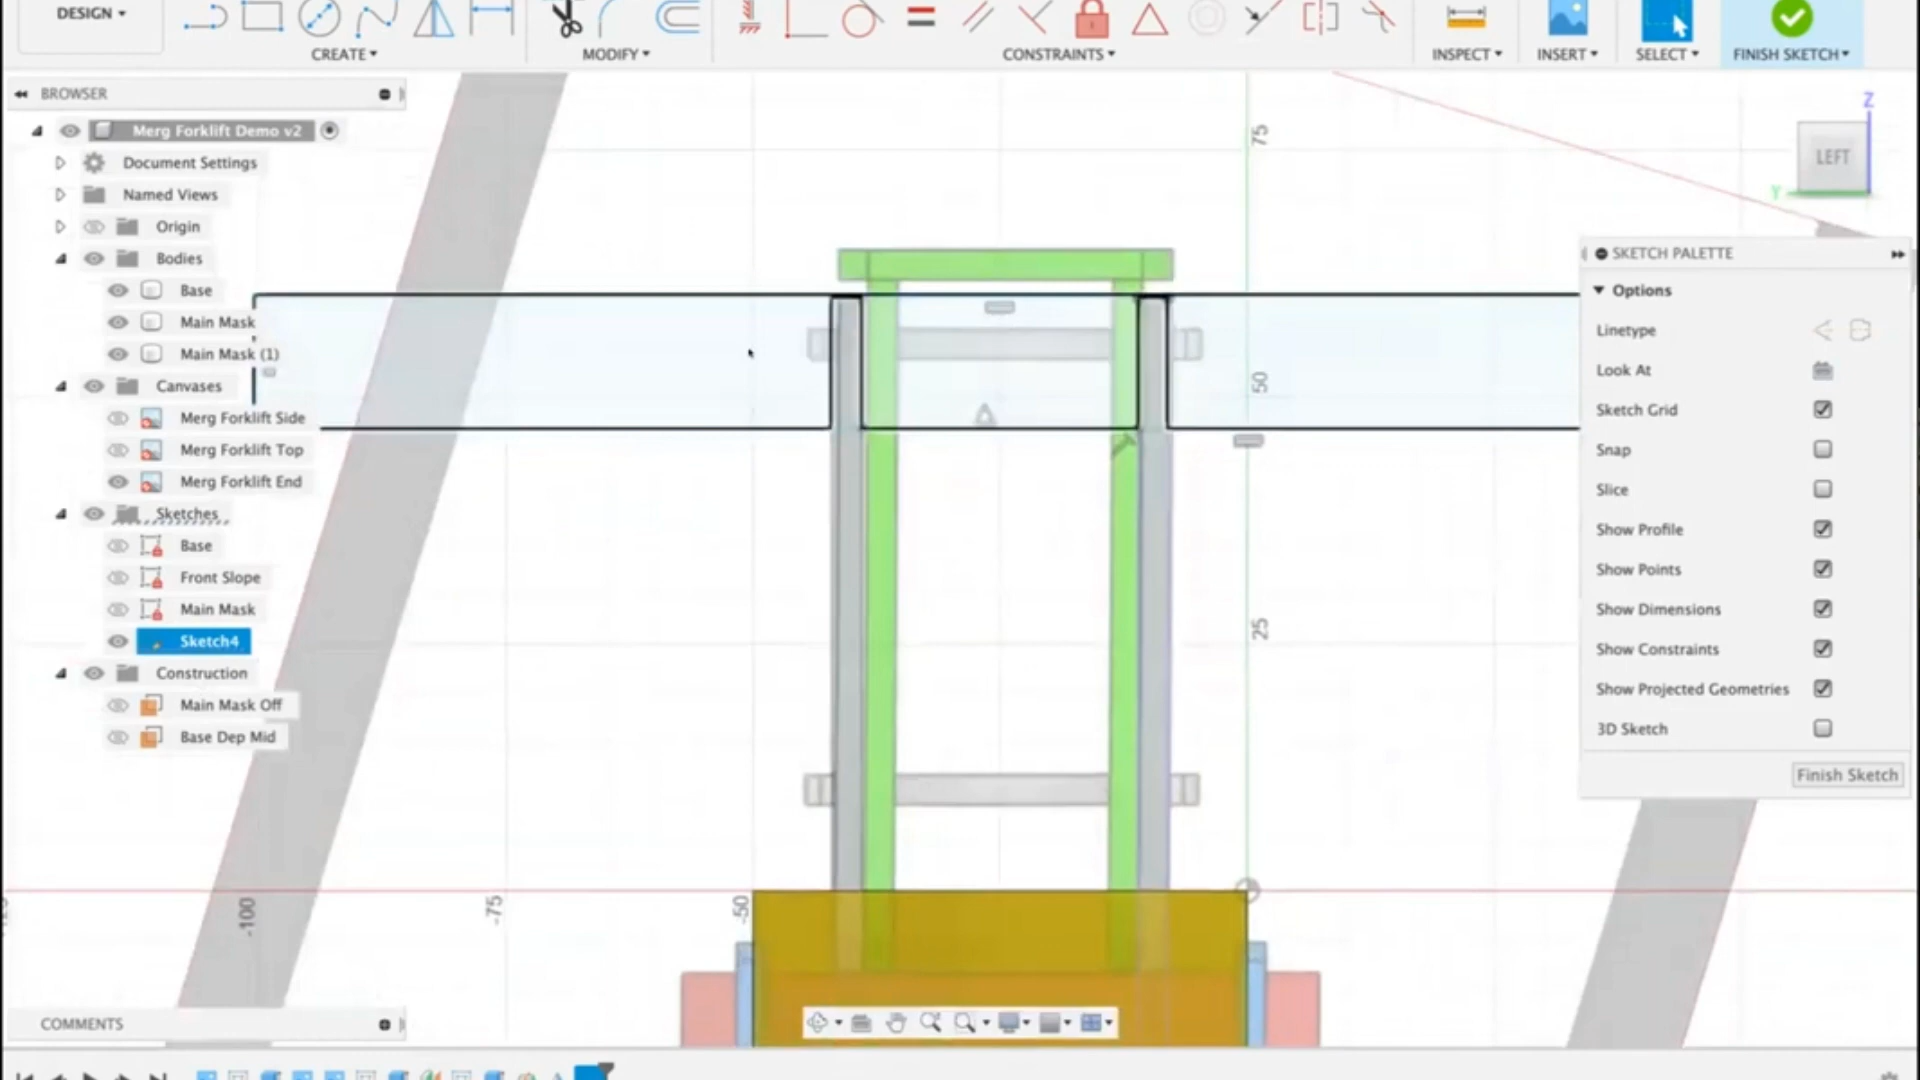 DESIGN
CREATE
MODIFY
CONSTRAINTS
INSPECT
INSERT
SELECT
FINISH SKETCH
BROWSER
Merg Forklift Demo v2
Document Settings
Named Views
Origin
Bodies
Base
Main Mask
Main Mask (1)
Canvases
Merg Forklift Side
Merg Forklift Top
Merg Forklift End
Sketches
Base
Front Slope
Main Mask
Sketch4
Construction
Main Mask Off
Base Dep Mid
COMMENTS
75
50
25
-50
-75
-100
Z
LEFT
Y
SKETCH PALETTE
Options
Linetype
Look At
Sketch Grid
Snap
Slice
Show Profile
Show Points
Show Dimensions
Show Constraints
Show Projected Geometries
3D Sketch
Finish Sketch